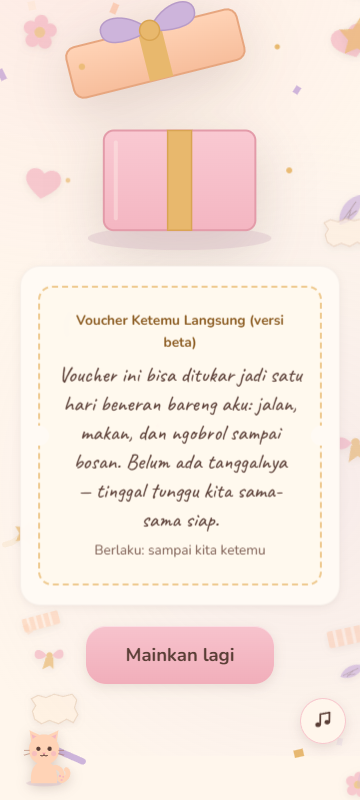 Voucher Ketemu Langsung (versi
beta)
Voucher ini bisa ditukar jadi satu
hari beneran bareng aku: jalan,
makan, dan ngobrol sampai
bosan. Belum ada tanggalnya
— tinggal tunggu kita sama-
sama siap.
Berlaku: sampai kita ketemu
Mainkan lagi